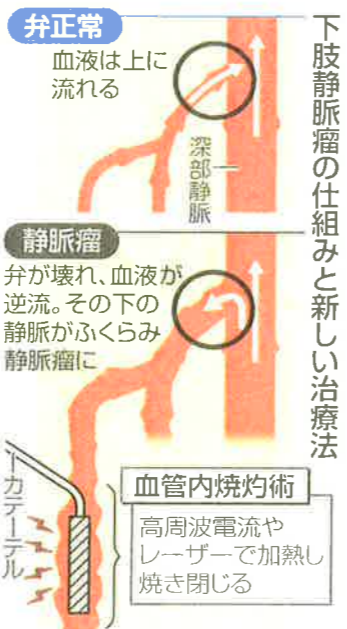 下肢静脈瘤の仕組みと新しい治療法
弁正常
血液は上に
流れる
深部静脈
静脈瘤
弁が壊れ、血液が
逆流。その下の
静脈がふくらみ
静脈瘤に
カテーテル
血管内焼灼術
高周波電流や
レーザーで加熱し
焼き閉じる